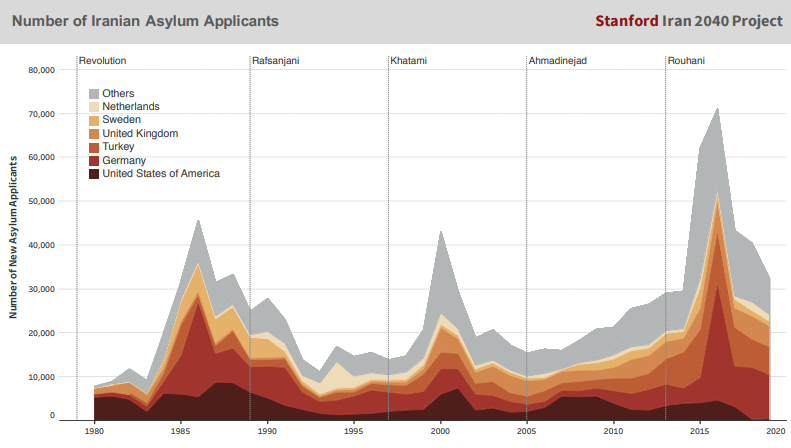 Number of Iranian Asylum Applicants
Stanford Iran 2040 Project
Revolution Rafsanjani Khatami Ahmadinejad Rouhani
Number of New Asylum Applicants
80,000
70,000
60,000
50,000
40,000
30,000
20,000
10,000
0
Others
Netherlands
Sweden
United Kingdom
Turkey
Germany
United States of America
1980 1985 1990 1995 2000 2005 2010 2015 2020